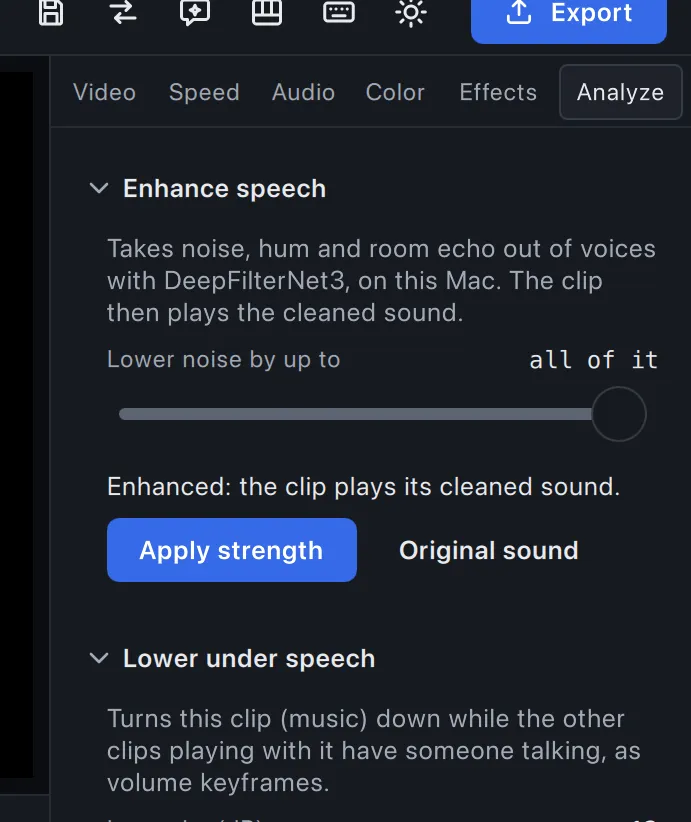 Export
Video Speed Audio Color Effects Analyze
Enhance speech
Takes noise, hum and room echo out of voices
with DeepFilterNet3, on this Mac. The clip
then plays the cleaned sound.
Lower noise by up to all of it
Enhanced: the clip plays its cleaned sound.
Apply strength Original sound
Lower under speech
Turns this clip (music) down while the other
clips playing with it have someone talking, as
volume keyframes.